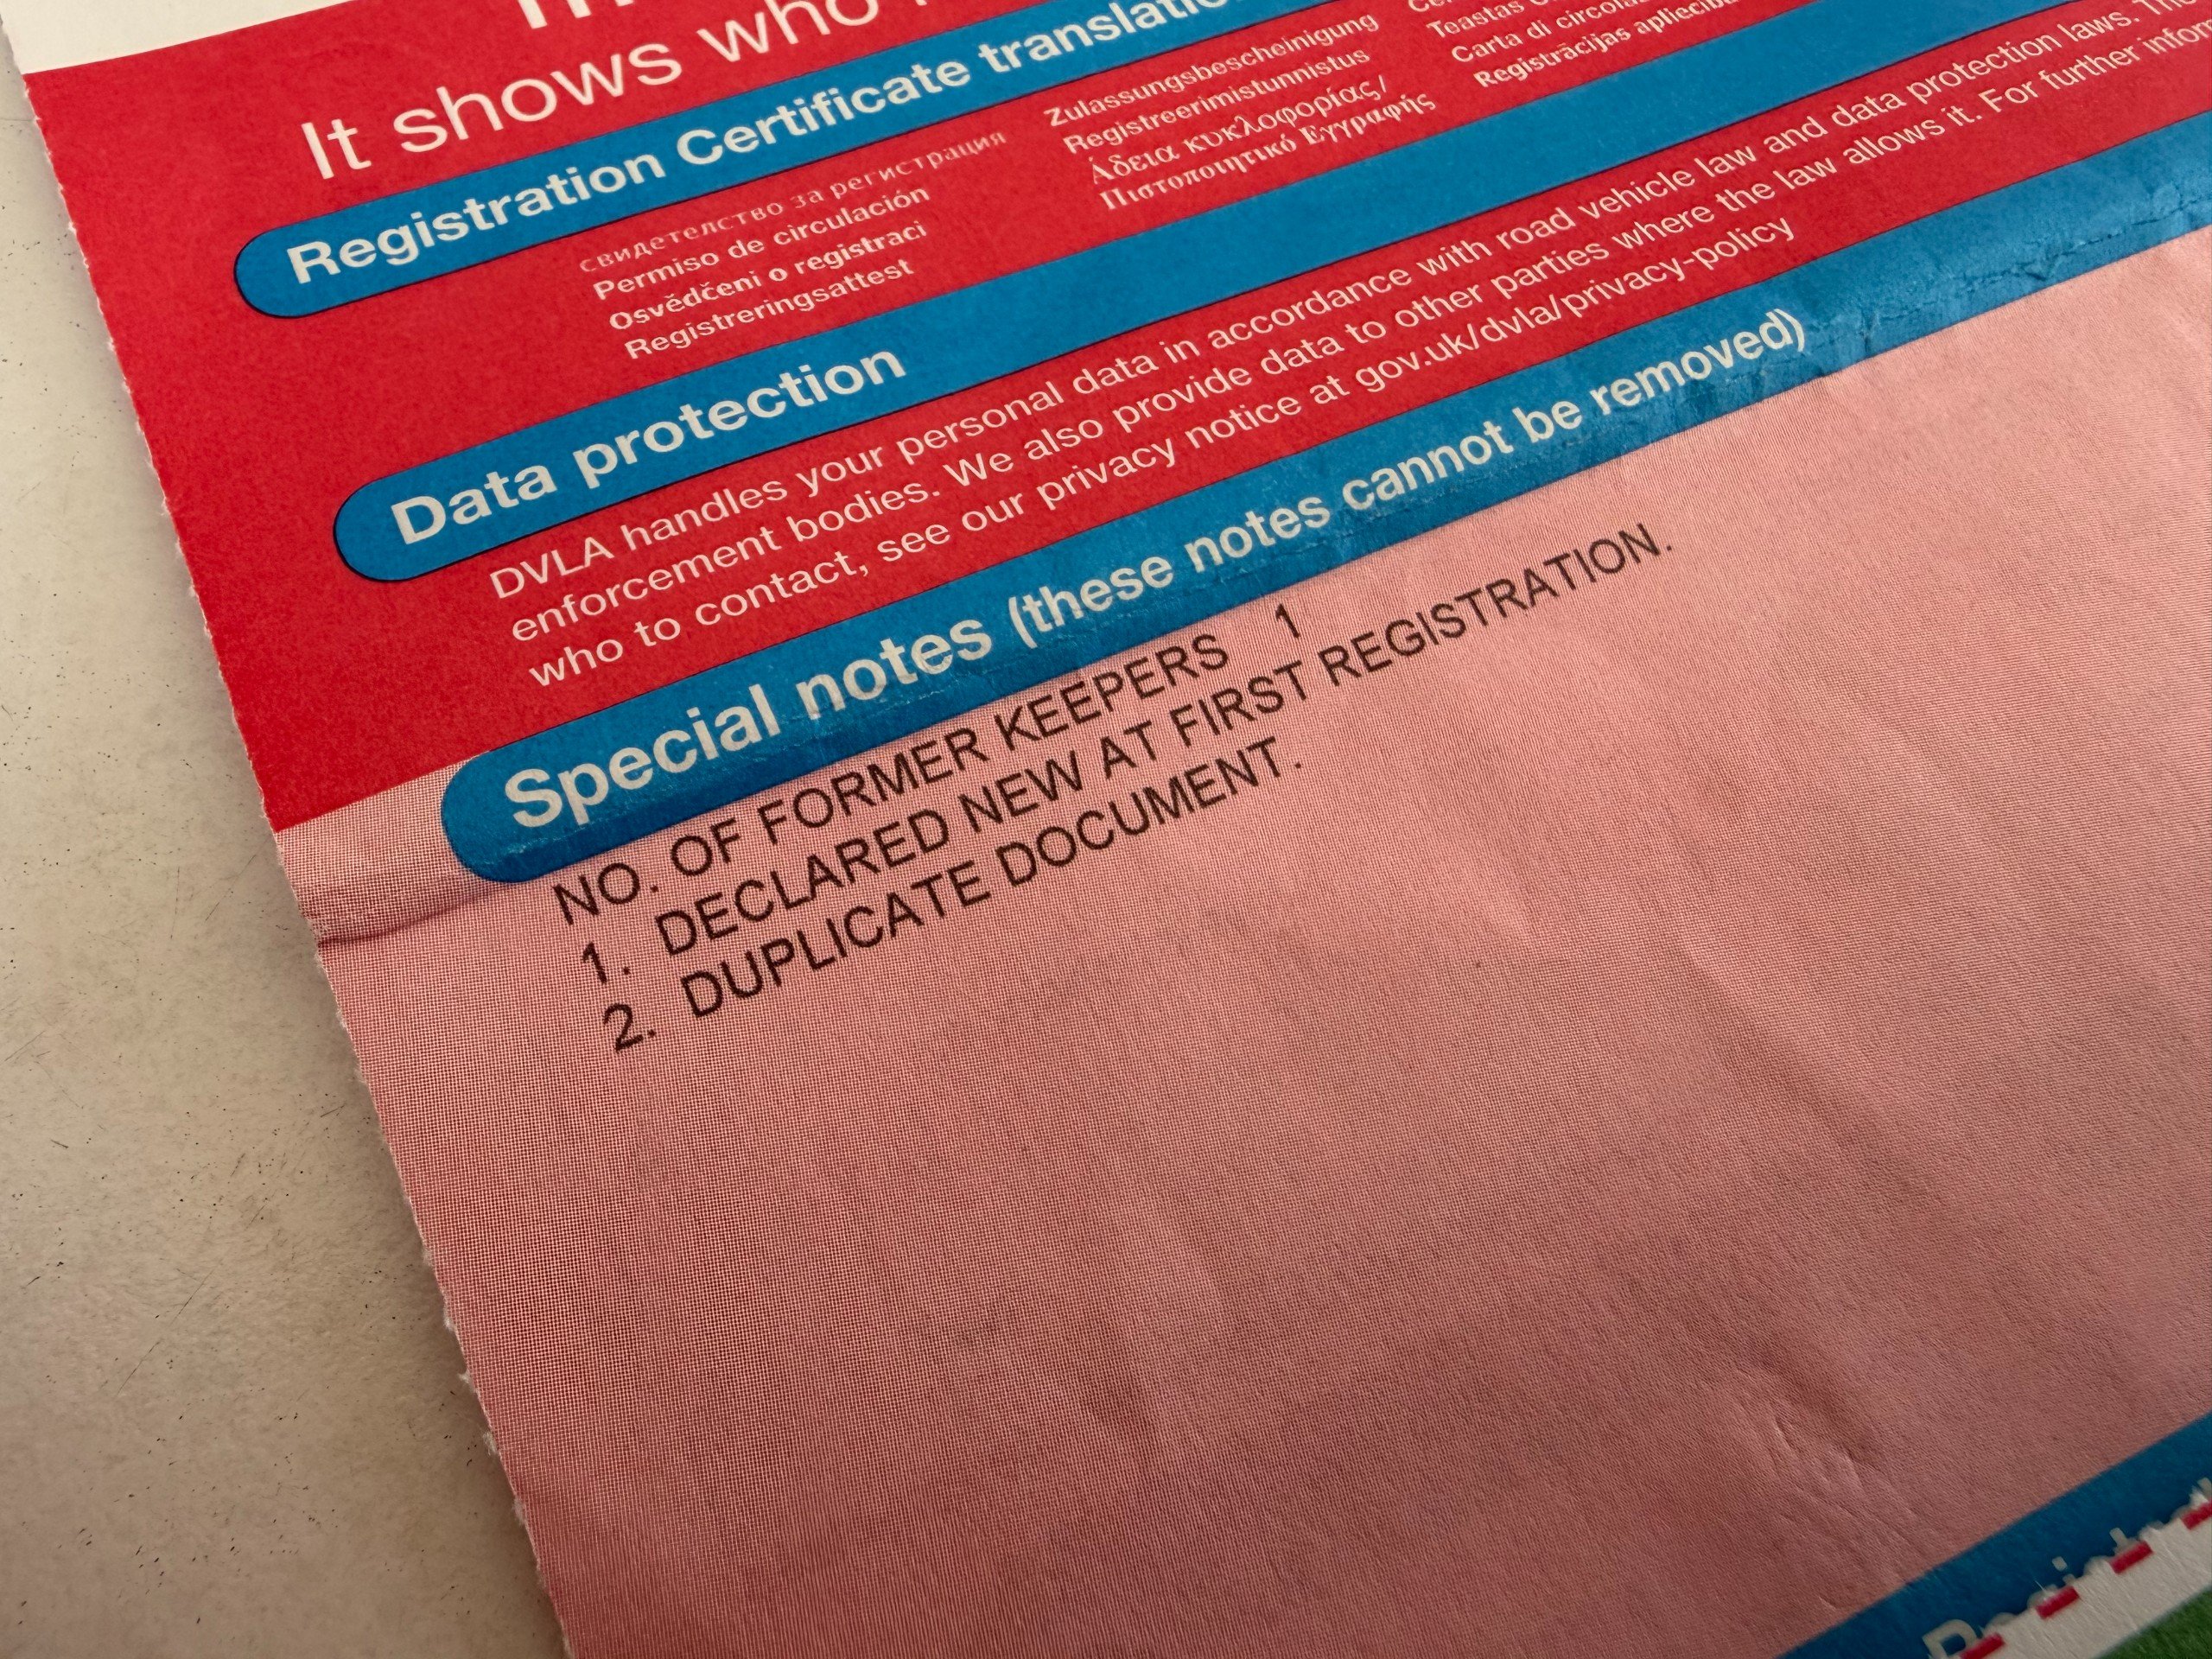 It shows who
Registration Certificate
свидетелство за регистрация
Permiso de circulación
Osvědčení o registraci
Registreringsattest
Zulassungsbescheinigung
Registreerimistunnistus
Άδεια κυκλοφορίας/
Πιστοποιητικό Εγγραφής
Teastas
Carta di
Registrācijas
Data protection
DVLA handles your personal data in accordance with road vehicle law and data protection laws.
enforcement bodies. We also provide data to other parties where the law allows it. For further
who to contact, see our privacy notice at gov.uk/dvla/privacy-policy
Special notes (these notes cannot be removed)
NO. OF FORMER KEEPERS 1
1. DECLARED NEW AT FIRST REGISTRATION.
2. DUPLICATE DOCUMENT.